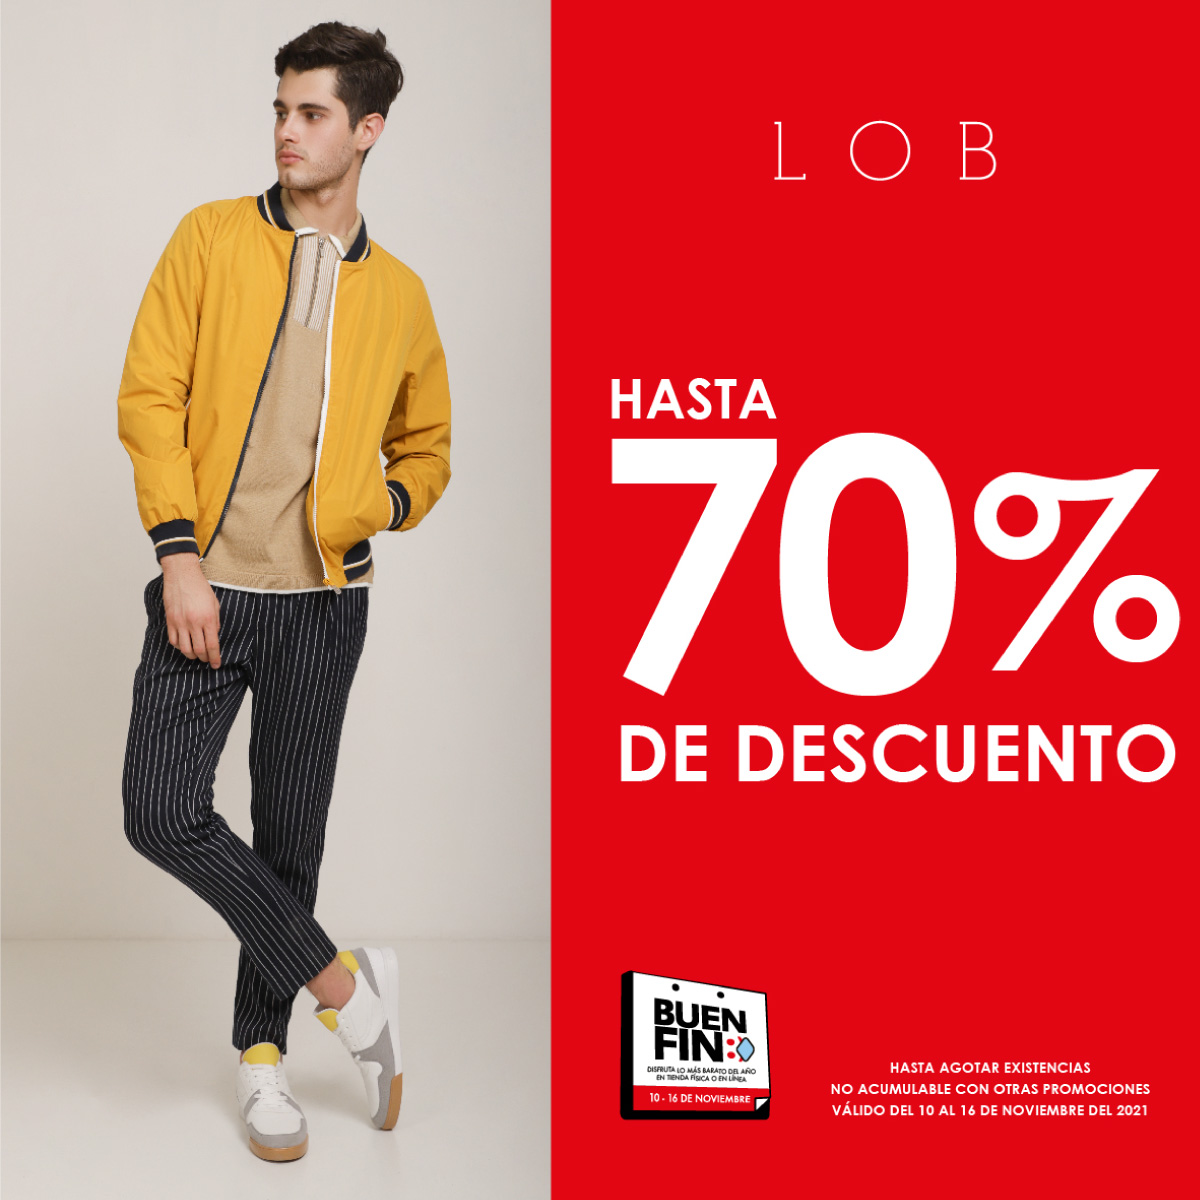 LOB
HASTA
70%
DE DESCUENTO
BUEN
FIN
DISFRUTA LO MÁS BARATO DEL AÑO
EN TIENDA FÍSICA O EN LÍNEA
10 - 16 DE NOVIEMBRE
HASTA AGOTAR EXISTENCIAS
NO ACUMULABLE CON OTRAS PROMOCIONES
VÁLIDO DEL 10 AL 16 DE NOVIEMBRE DEL 2021